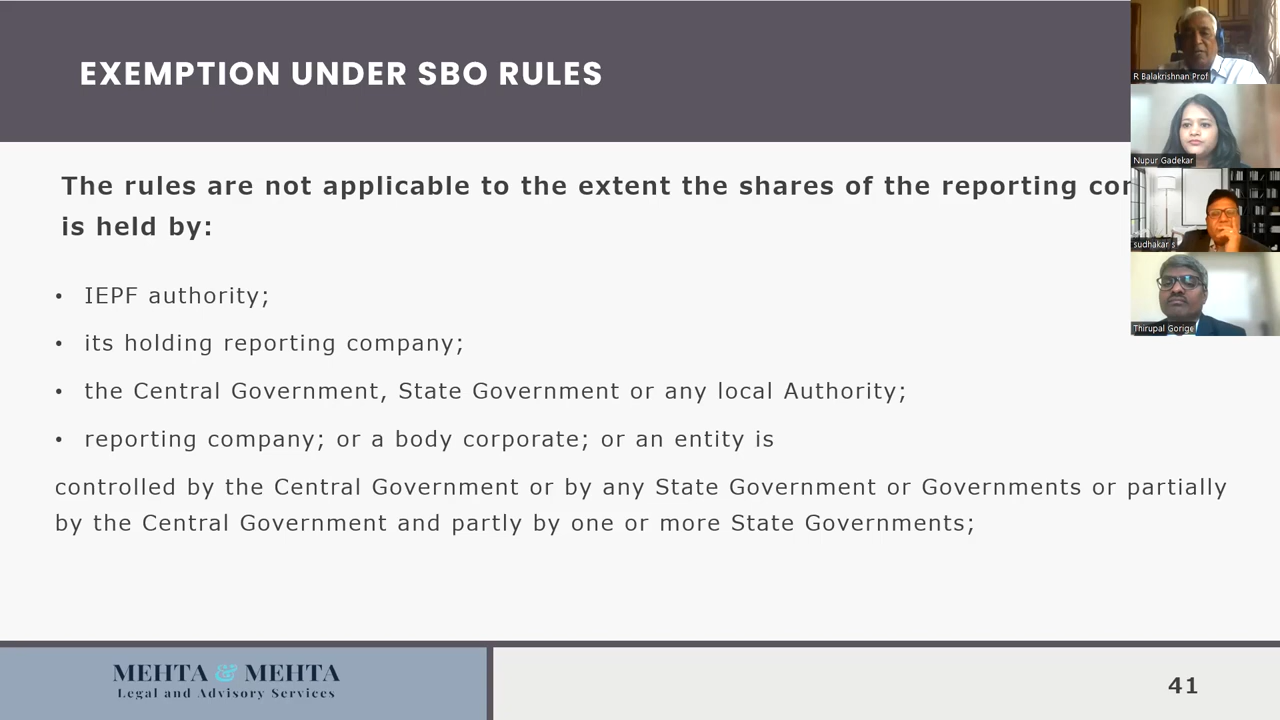 EXEMPTION UNDER SBO RULES
The rules are not applicable to the extent the shares of the reporting
is held by:
• IEPF authority;
• its holding reporting company;
• the Central Government, State Government or any local Authority;
• reporting company; or a body corporate; or an entity is
controlled by the Central Government or by any State Government or Governments or partially
by the Central Government and partly by one or more State Governments;
R Balakrishnan Prof
Nupur Gadekar
sudhakar s
Thirupal Gorige
MEHTA & MEHTA
Legal and Advisory Services
41